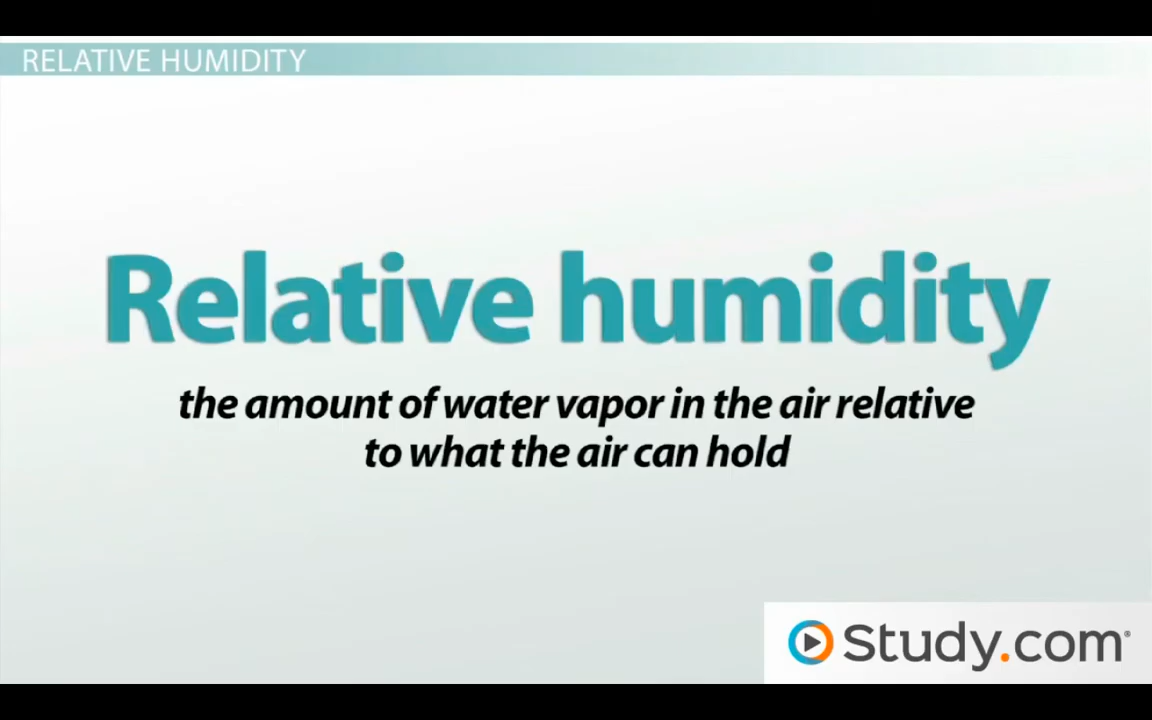 RELATIVE HUMIDITY
Relative humidity
the amount of water vapor in the air relative
to what the air can hold
Study.com®